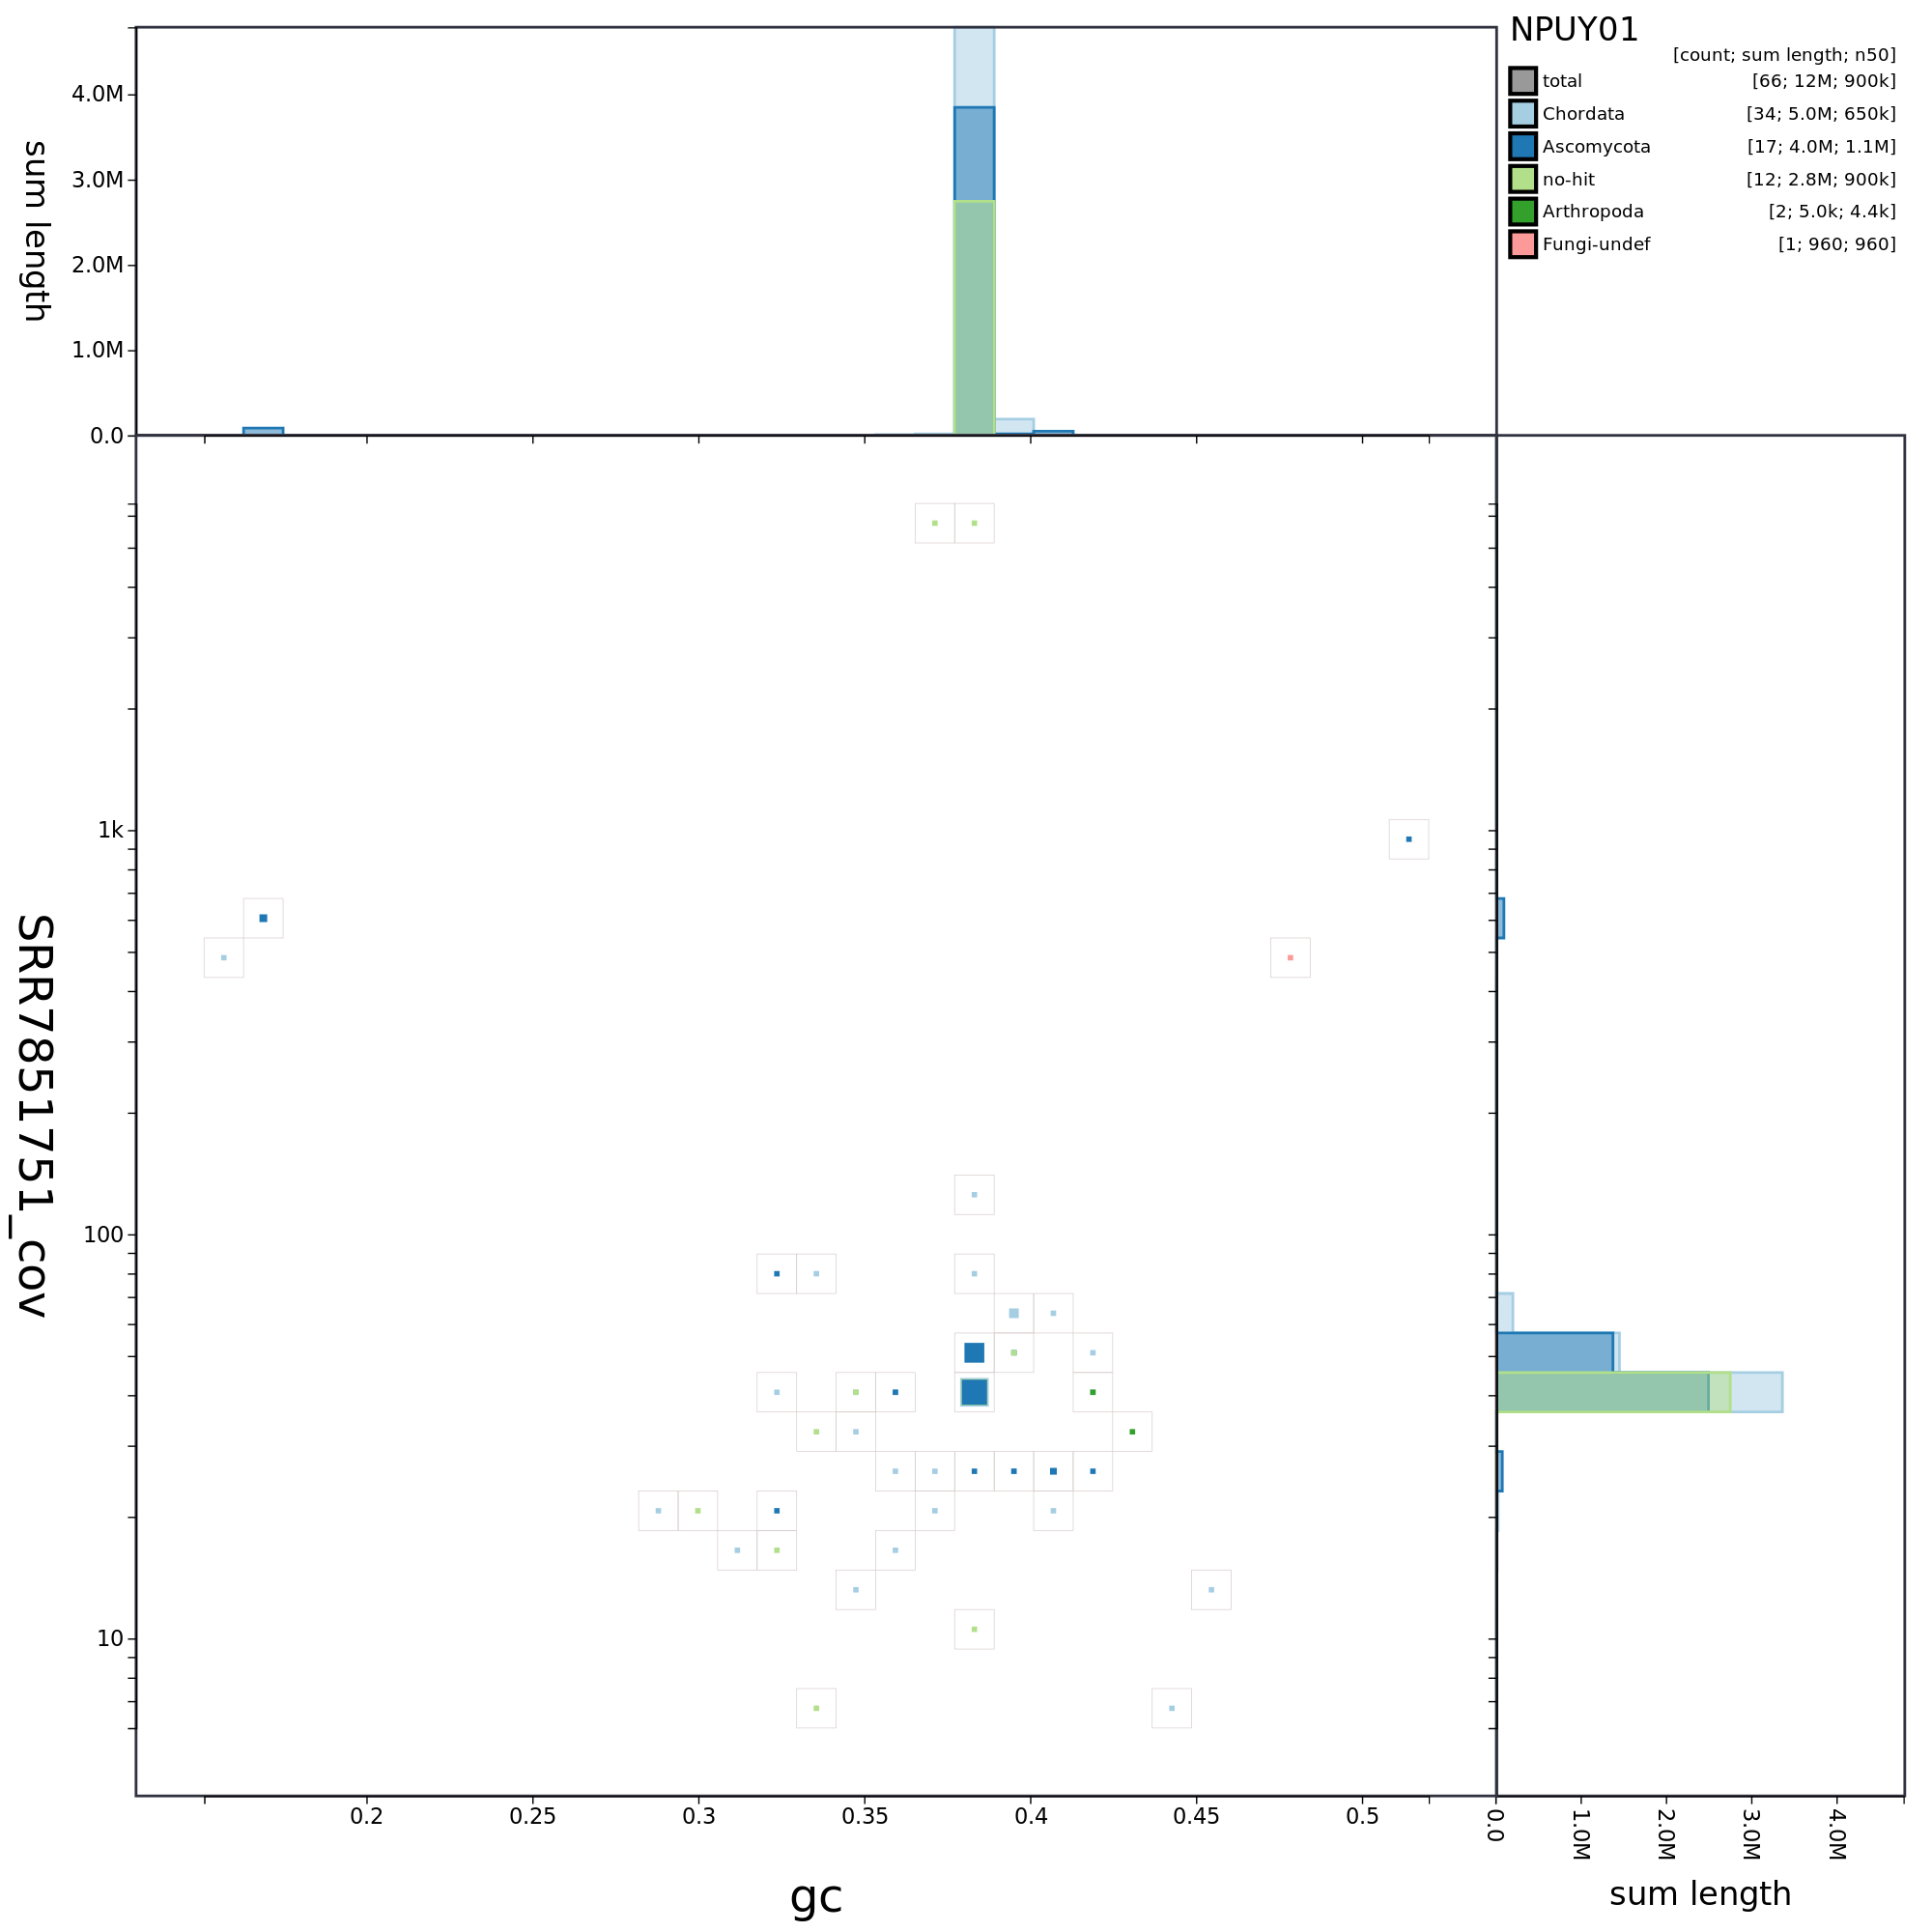 NPUY01
[count; sum length; n50]
total [66; 12M; 900k]
Chordata [34; 5.0M; 650k]
Ascomycota [17; 4.0M; 1.1M]
no-hit [12; 2.8M; 900k]
Arthropoda [2; 5.0k; 4.4k]
Fungi-undef [1; 960; 960]
sum length
4.0M
3.0M
2.0M
1.0M
0.0
SRR7851751_cov
1k
100
10
0.2 0.25 0.3 0.35 0.4 0.45 0.5
gc
0.0 1.0M 2.0M 3.0M 4.0M
sum length